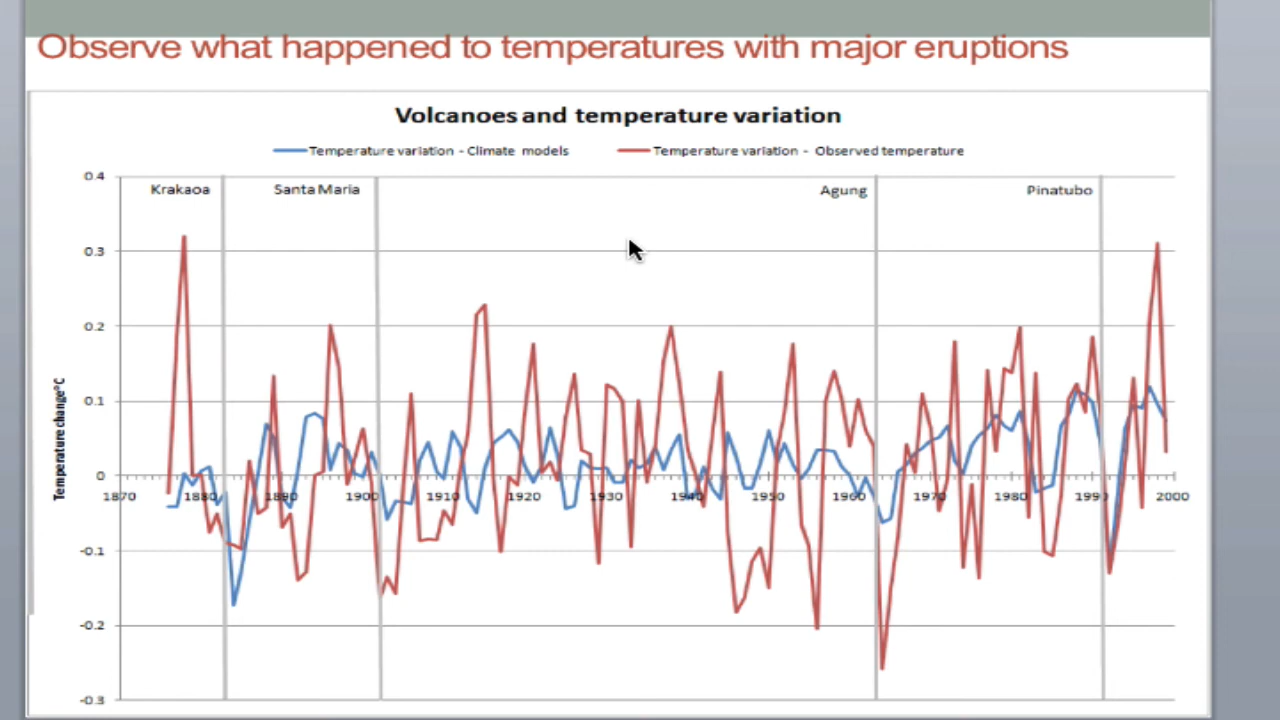 Observe what happened to temperatures with major eruptions
Volcanoes and temperature variation
Temperature variation - Climate models Temperature variation - Observed temperature
0.4
Krakaoa Santa Maria Agung Pinatubo
0.3
0.2
0.1
0
1870 1880 1890 1900 1910 1920 1930 1940 1950 1960 1970 1980 1990 2000
-0.1
-0.2
-0.3
Temperature change°C